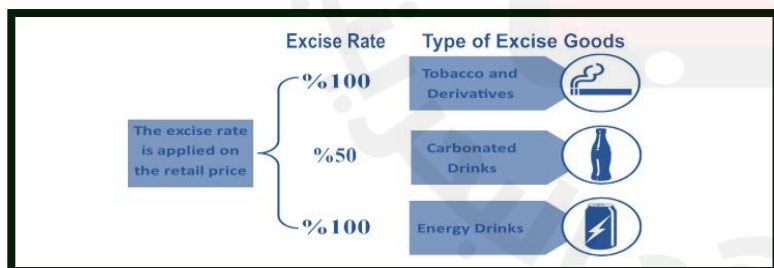 Excise Rate
Type of Excise Goods
%100
Tobacco and
Derivatives
The excise rate
is applied on
the retail price
%50
Carbonated
Drinks
%100
Energy Drinks